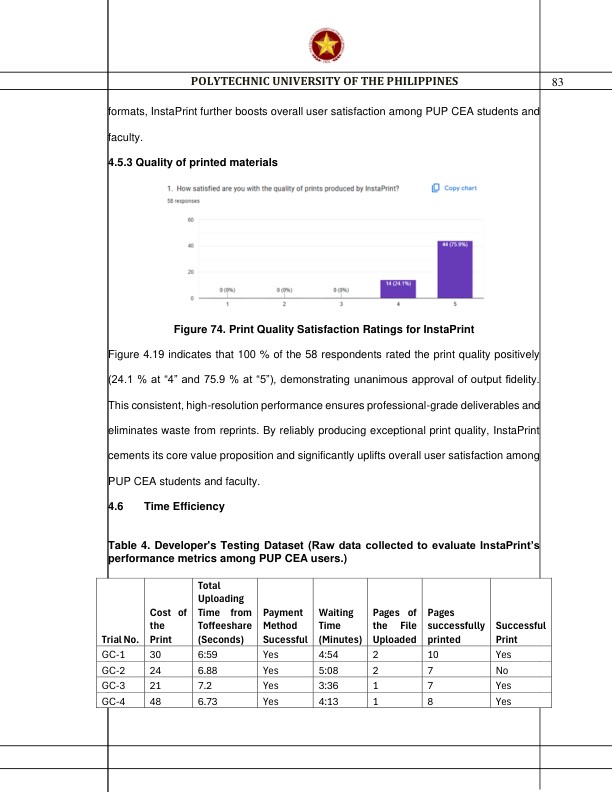 POLYTECHNIC UNIVERSITY OF THE PHILIPPINES
83
formats, InstaPrint further boosts overall user satisfaction among PUP CEA students and
faculty.
4.5.3 Quality of printed materials
1. How satisfied are you with the quality of prints produced by InstaPrint?
Copy chart
58 responses
60
40
20
0
0 (0%)
0 (0%)
0 (0%)
14 (24.1%)
44 (75.9%)
1 2 3 4 5
Figure 74. Print Quality Satisfaction Ratings for InstaPrint
Figure 4.19 indicates that 100 % of the 58 respondents rated the print quality positively
(24.1 % at “4” and 75.9 % at “5”), demonstrating unanimous approval of output fidelity.
This consistent, high-resolution performance ensures professional-grade deliverables and
eliminates waste from reprints. By reliably producing exceptional print quality, InstaPrint
cements its core value proposition and significantly uplifts overall user satisfaction among
PUP CEA students and faculty.
4.6 Time Efficiency
Table 4. Developer's Testing Dataset (Raw data collected to evaluate InstaPrint’s
performance metrics among PUP CEA users.)
Trial No.
Cost of
the
Print
Total
Uploading
Time from
Toffeeshare
(Seconds)
Payment
Method
Sucessful
Waiting
Time
(Minutes)
Pages of
the File
Uploaded
Pages
successfully
printed
Successful
Print
GC-1 30 6:59 Yes 4:54 2 10 Yes
GC-2 24 6.88 Yes 5:08 2 7 No
GC-3 21 7.2 Yes 3:36 1 7 Yes
GC-4 48 6.73 Yes 4:13 1 8 Yes